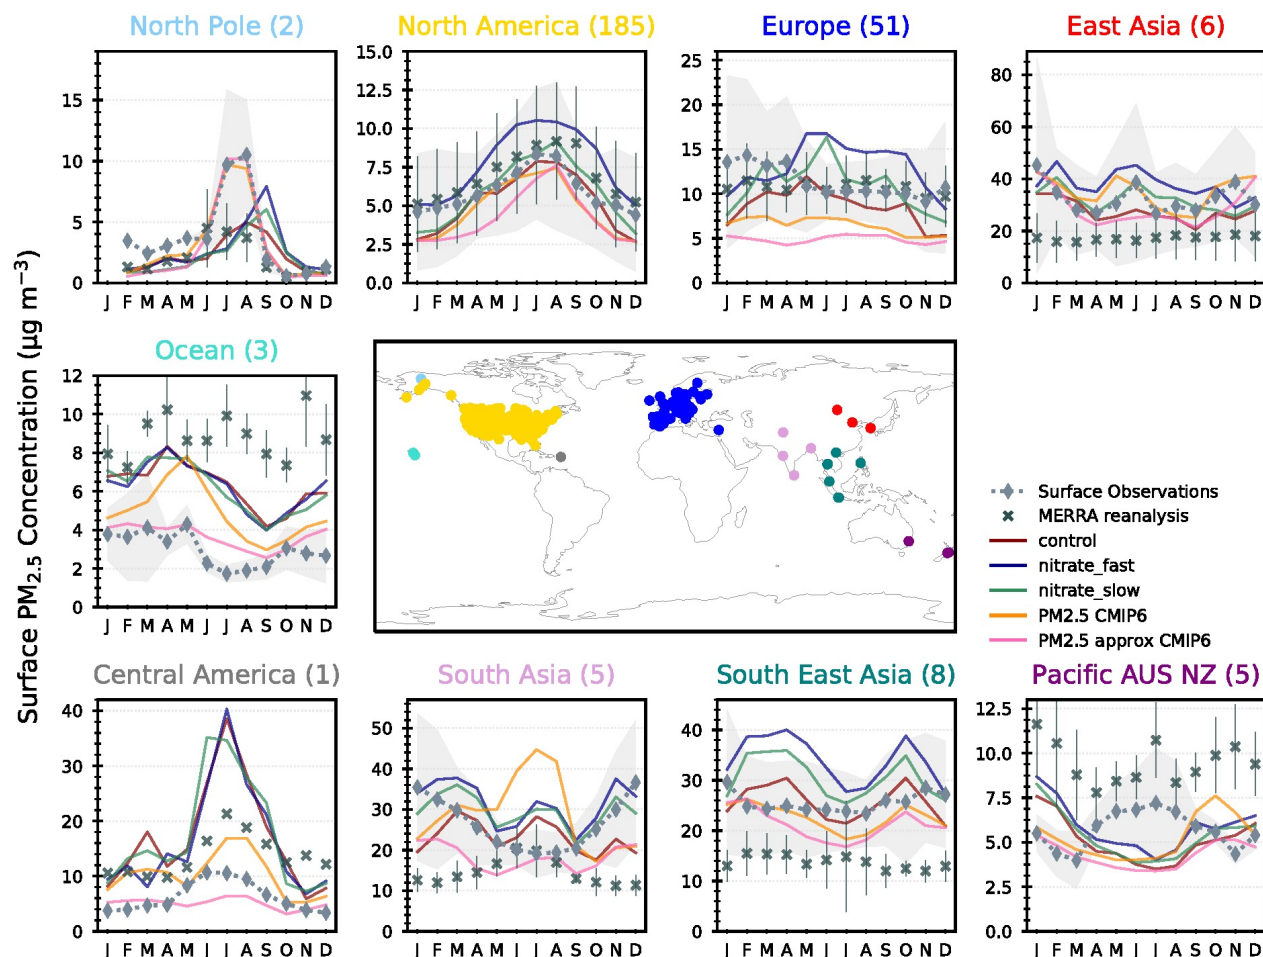 North Pole (2)
North America (185)
Europe (51)
East Asia (6)
15
10
5
0
J F M A M J J A S O N D
15.0
12.5
10.0
7.5
5.0
2.5
0.0
J F M A M J J A S O N D
25
20
15
10
5
0
J F M A M J J A S O N D
80
60
40
20
0
J F M A M J J A S O N D
Surface PM2.5 Concentration (μg m−3)
Ocean (3)
12
10
8
6
4
2
0
J F M A M J J A S O N D
Surface Observations
MERRA reanalysis
control
nitrate_fast
nitrate_slow
PM2.5 CMIP6
PM2.5 approx CMIP6
Central America (1)
South Asia (5)
South East Asia (8)
Pacific AUS NZ (5)
40
30
20
10
0
J F M A M J J A S O N D
50
40
30
20
10
0
J F M A M J J A S O N D
40
30
20
10
0
J F M A M J J A S O N D
12.5
10.0
7.5
5.0
2.5
0.0
J F M A M J J A S O N D